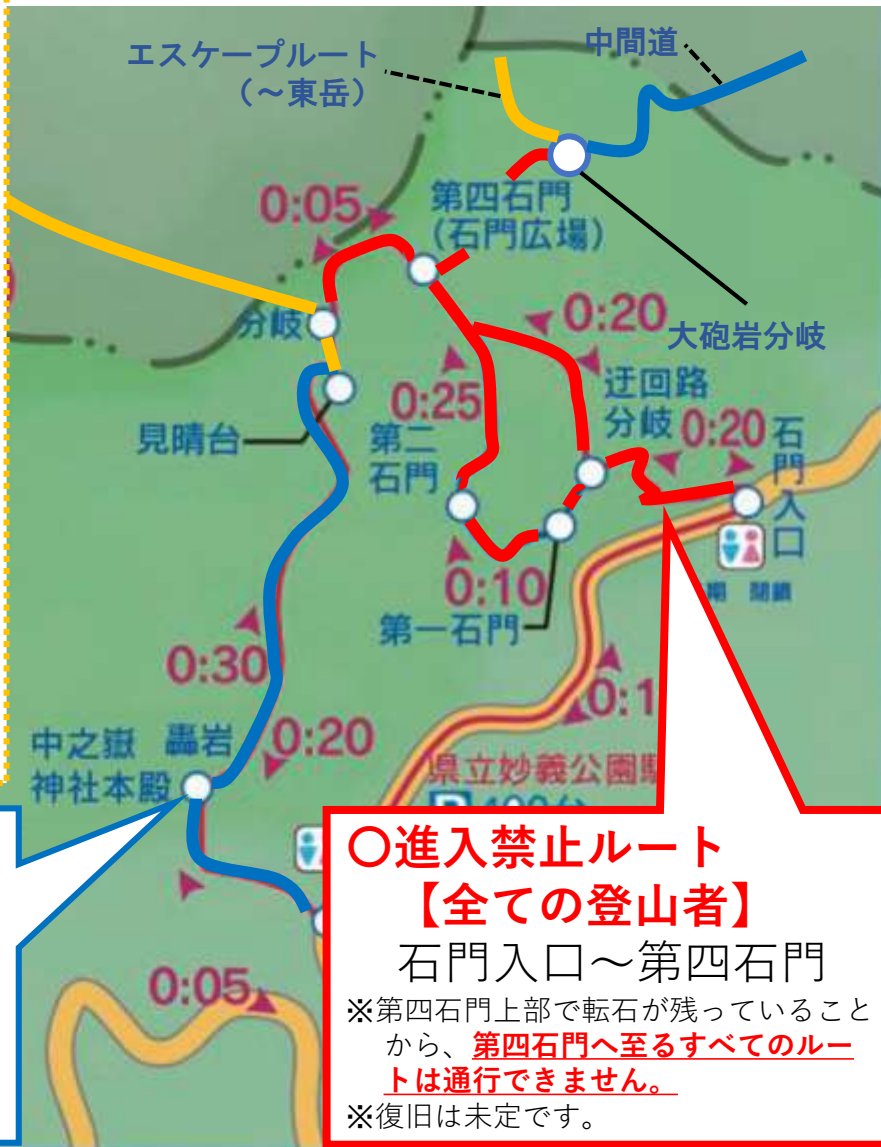 エスケープルート
（～東岳）
中間道
0:05
第四石門
（石門広場）
0:20
大砲岩分岐
分岐
迂回路
分岐
0:25
0:20
石門入口
見晴台
第二
石門
0:10
第一石門
期 閉鎖
0:30
0:1
中之嶽
神社本殿
轟岩
0:20
県立妙義公園駐
P
0:05
〇進入禁止ルート
【全ての登山者】
石門入口～第四石門
※第四石門上部で転石が残っていること
から、第四石門へ至るすべてのルー
トは通行できません。
※復旧は未定です。